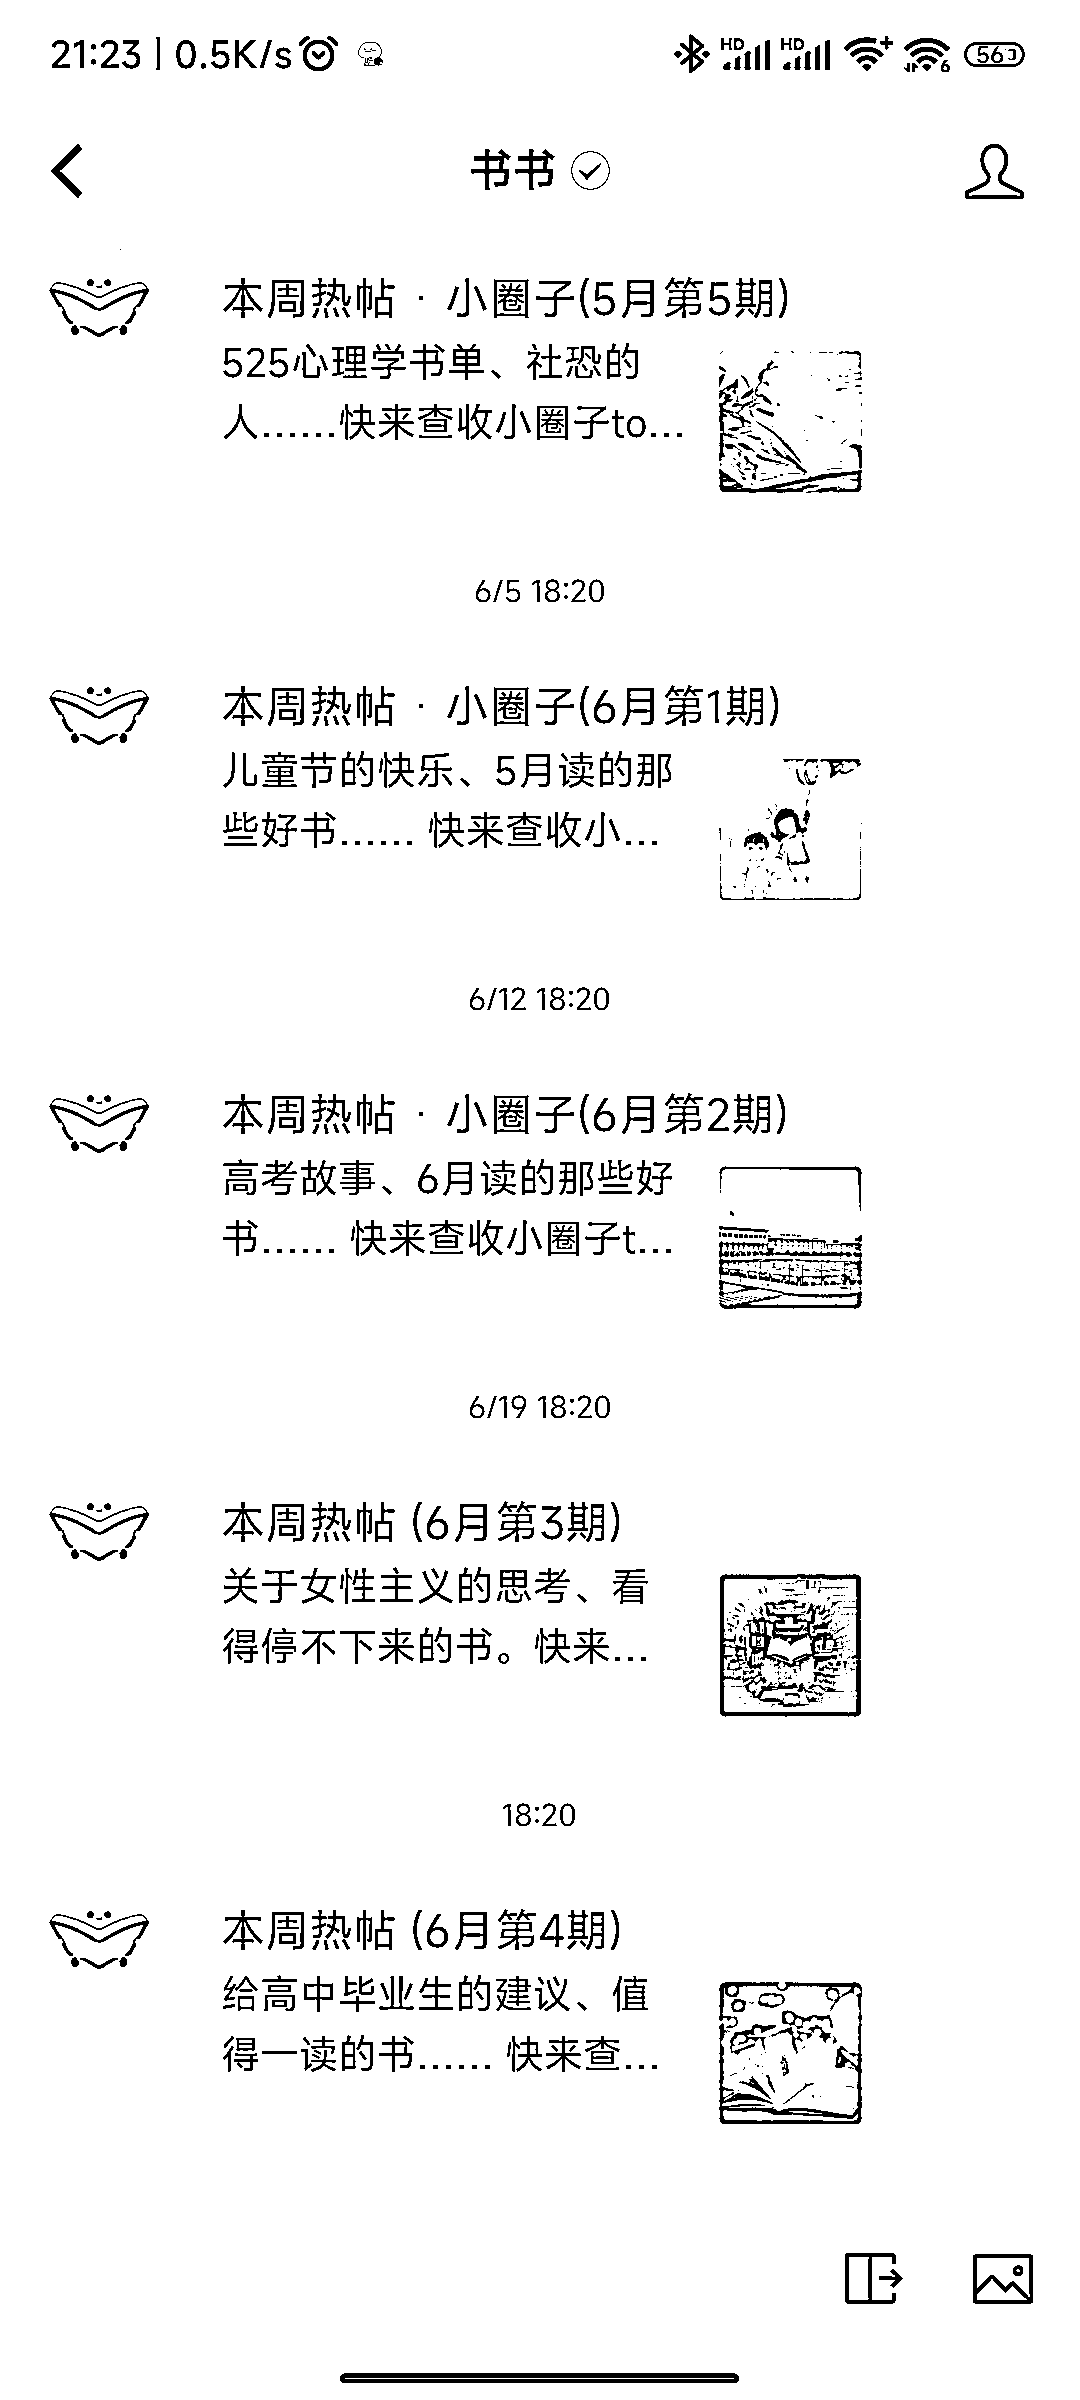 21:23 | 0.5K/s
HD HD 6 56
书书
本周热帖 · 小圈子(5月第5期)
525心理学书单、社恐的
人......快来查收小圈子to...
6/5 18:20
本周热帖 · 小圈子(6月第1期)
儿童节的快乐、5月读的那
些好书...... 快来查收小...
6/12 18:20
本周热帖 · 小圈子(6月第2期)
高考故事、6月读的那些好
书...... 快来查收小圈子t...
6/19 18:20
本周热帖 (6月第3期)
关于女性主义的思考、看
得停不下来的书。快来...
18:20
本周热帖 (6月第4期)
给高中毕业生的建议、值
得一读的书...... 快来查...